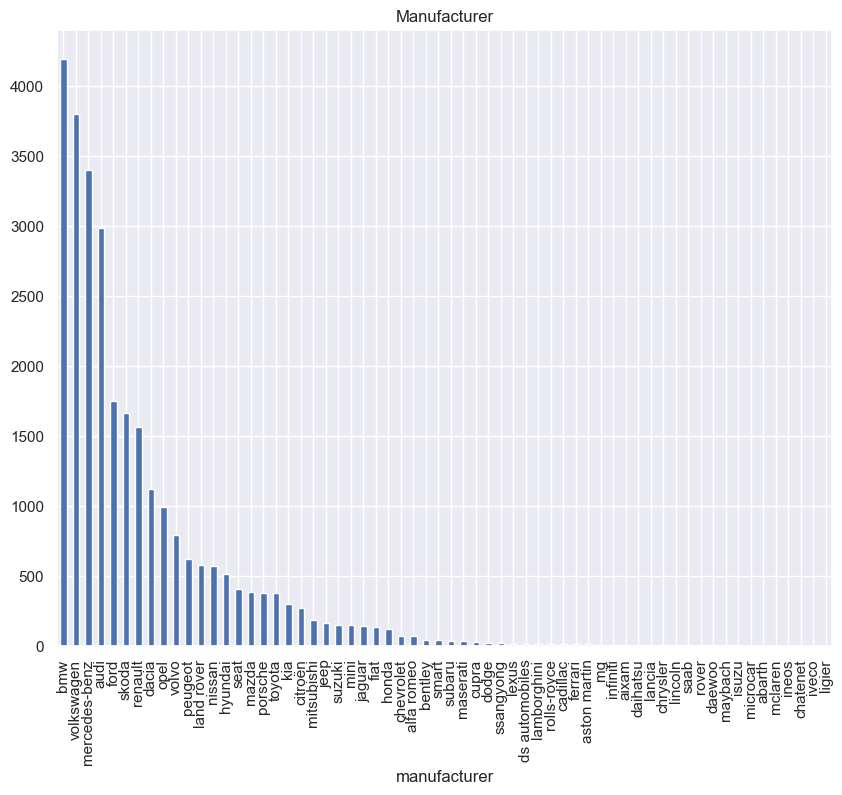 Manufacturer
4000
3500
3000
2500
2000
1500
1000
500
0
bmw
volkswagen
mercedes-benz
audi
ford
skoda
renault
dacia
opel
volvo
peugeot
land rover
nissan
hyundai
seat
mazda
porsche
toyota
kia
citroën
mitsubishi
jeep
suzuki
mini
jaguar
fiat
honda
chevrolet
alfa romeo
bentley
smart
subaru
maserati
cupra
dodge
ssangyong
lexus
ds automobiles
lamborghini
rolls-royce
cadillac
ferrari
aston martin
mg
infiniti
aixam
daihatsu
lancia
chrysler
lincoln
saab
rover
daewoo
maybach
isuzu
microcar
abarth
mclaren
ineos
chatenet
iveco
ligier
manufacturer